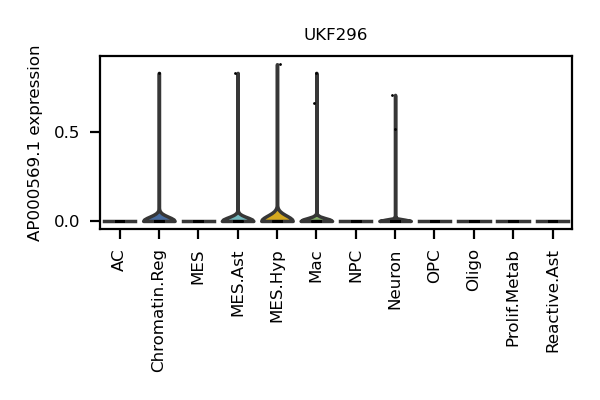 UKF296
AP000569.1 expression
0.5
0.0
AC
Chromatin.Reg
MES
MES.Ast
MES.Hyp
Mac
NPC
Neuron
OPC
Oligo
Prolif.Metab
Reactive.Ast